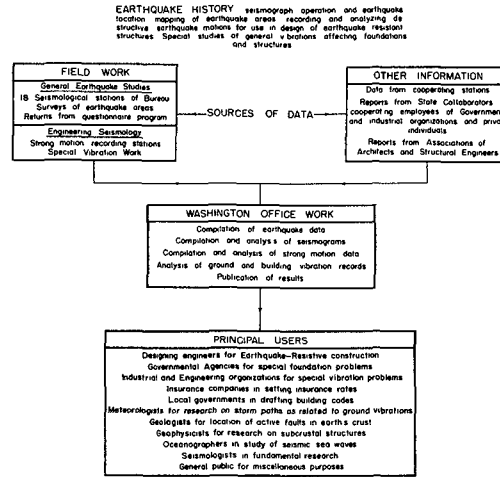 EARTHQUAKE HISTORY seismograph operation and earthquake
location mapping of earthquake areas recording and analyzing de
structive earthquake motions for use in design of earthquake resistant
structures Special studies of general vibrations affecting foundations
and structures
FIELD WORK
General Earthquake Studies
18 Seismological stations of Bureau
Surveys of earthquake areas
Returns from questionnaire program
Engineering Seismology
Strong motion recording stations
Special Vibration Work
SOURCES OF DATA
OTHER INFORMATION
Data from cooperating stations
Reports from State Collaborators
cooperating employees of Government
and industrial organizations and private
individuals
Reports from Associations of
Architects and Structural Engineers
WASHINGTON OFFICE WORK
Compilation of earthquake data
Compilation and analysis of seismograms
Compilation and analysis of strong motion data
Analysis of ground and building vibration records
Publication of results
PRINCIPAL USERS
Designing engineers for Earthquake-Resistive construction
Governmental Agencies for special foundation problems
Industrial and Engineering organizations for special vibration problems
Insurance companies in setting insurance rates
Local governments in drafting building codes
Meteorologists for research on storm paths as related to ground vibrations
Geologists for location of active faults in earth's crust
Geophysicists for research on subcrustal structures
Oceanographers in study of seismic sea waves
Seismologists in fundamental research
General public for miscellaneous purposes